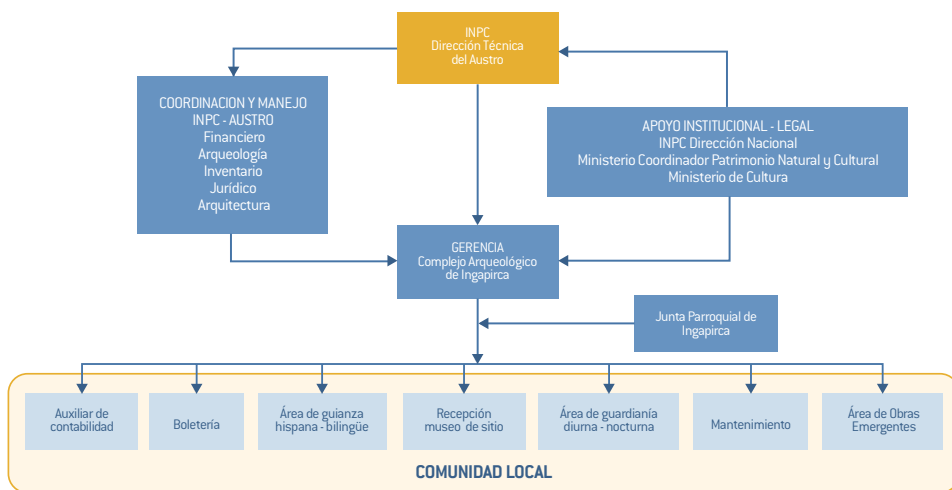 INPC
Dirección Técnica
del Austro
COORDINACION Y MANEJO
INPC - AUSTRO
Financiero
Arqueología
Inventario
Jurídico
Arquitectura
APOYO INSTITUCIONAL - LEGAL
INPC Dirección Nacional
Ministerio Coordinador Patrimonio Natural y Cultural
Ministerio de Cultura
GERENCIA
Complejo Arqueológico
de Ingapirca
Junta Parroquial de
Ingapirca
Auxiliar de
contabilidad
Boletería
Área de guianza
hispana - bilingüe
Recepción
museo de sitio
Área de guardianía
diurna - nocturna
Mantenimiento
Área de Obras
Emergentes
COMUNIDAD LOCAL